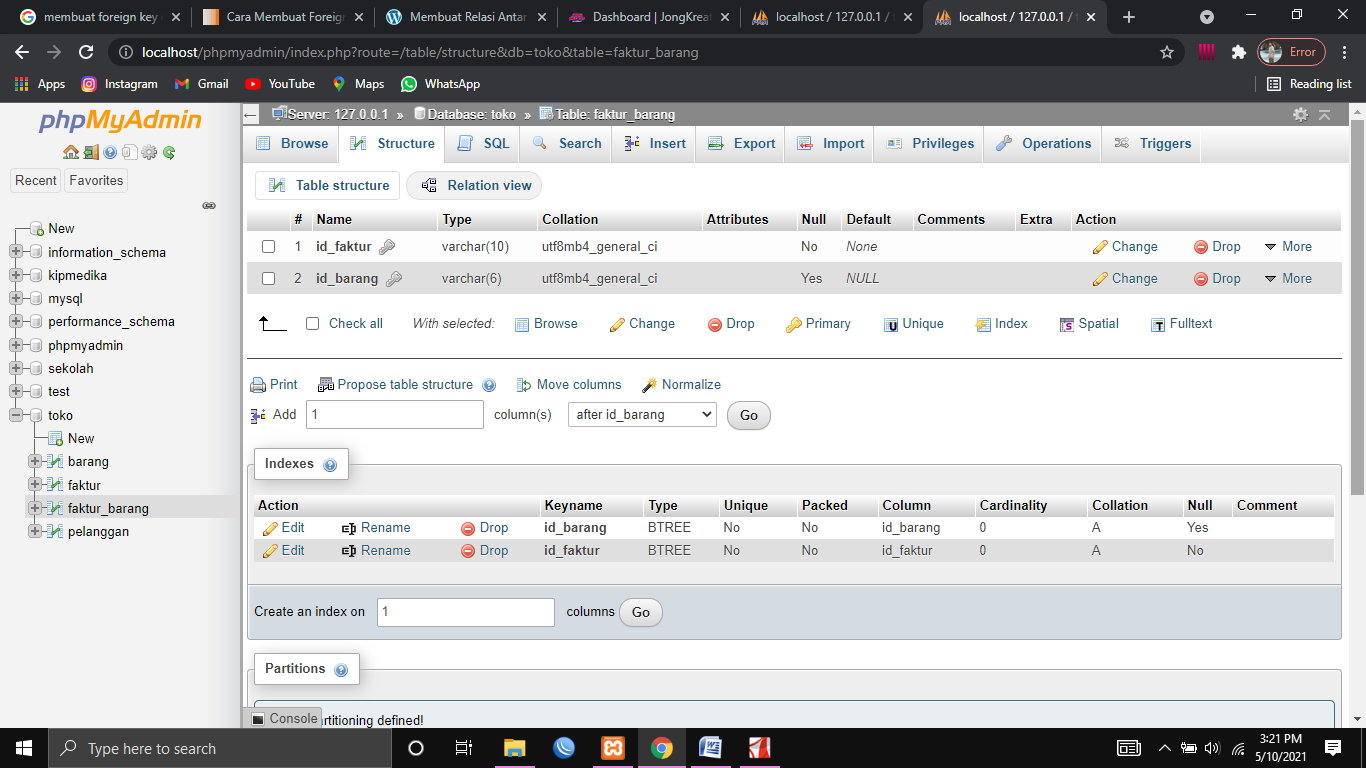 membuat foreign key
Cara Membuat Foreign
Membuat Relasi Antar
Dashboard | JongKreat
localhost / 127.0.0.1 /
localhost / 127.0.0.1 /
localhost/phpmyadmin/index.php?route=/table/structure&db=toko&table=faktur_barang
Error
Apps Instagram Gmail YouTube Maps WhatsApp Reading list
phpMyAdmin
Recent Favorites
New
information_schema
kipmedika
mysql
performance_schema
phpmyadmin
sekolah
test
toko
New
barang
faktur
faktur_barang
pelanggan
Server: 127.0.0.1 » Database: toko » Table: faktur_barang
Browse Structure SQL Search Insert Export Import Privileges Operations Triggers
Table structure Relation view
# Name Type Collation Attributes Null Default Comments Extra Action
1 id_faktur varchar(10) utf8mb4_general_ci No None Change Drop More
2 id_barang varchar(6) utf8mb4_general_ci Yes NULL Change Drop More
Check all With selected: Browse Change Drop Primary Unique Index Spatial Fulltext
Print Propose table structure Move columns Normalize
Add 1 column(s) after id_barang Go
Indexes
Action Keyname Type Unique Packed Column Cardinality Collation Null Comment
Edit Rename Drop id_barang BTREE No No id_barang 0 A Yes
Edit Rename Drop id_faktur BTREE No No id_faktur 0 A No
Create an index on 1 columns Go
Partitions
Console rtitioning defined!
Type here to search
3:21 PM
5/10/2021